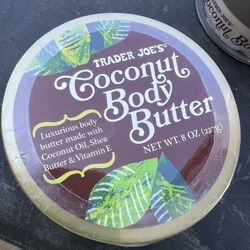 TRADER JOE'S®
Coconut
Body
Butter
Luxurious body
butter made with
Coconut Oil, Shea
Butter & Vitamin E
NET WT. 8 OZ (227g)